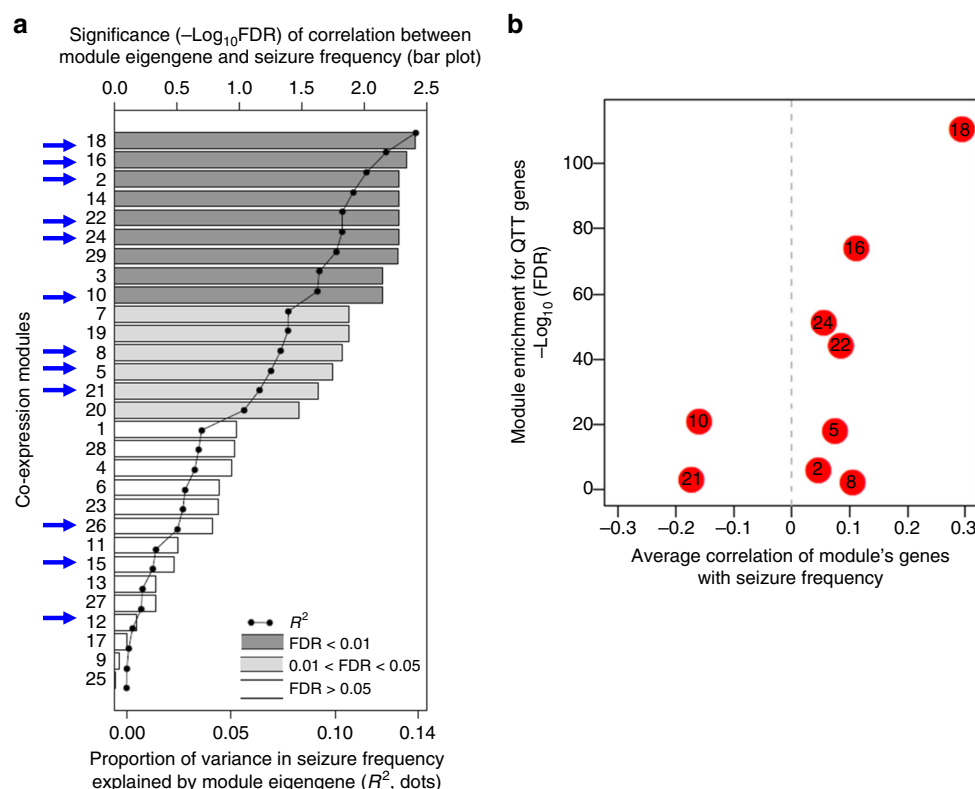 a
Significance (–Log10FDR) of correlation between
module eigengene and seizure frequency (bar plot)
0.0 0.5 1.0 1.5 2.0 2.5
Co-expression modules
18
16
2
14
22
24
29
3
10
7
19
8
5
21
20
1
28
4
6
23
26
11
15
13
27
12
17
9
25
R²
FDR < 0.01
0.01 < FDR < 0.05
FDR > 0.05
0.00 0.05 0.10 0.14
Proportion of variance in seizure frequency
explained by module eigengene (R², dots)
b
Module enrichment for QTT genes
–Log10 (FDR)
100
80
60
40
20
0
18
16
24
22
10
5
2
21
8
–0.3 –0.2 –0.1 0 0.1 0.2 0.3
Average correlation of module's genes
with seizure frequency